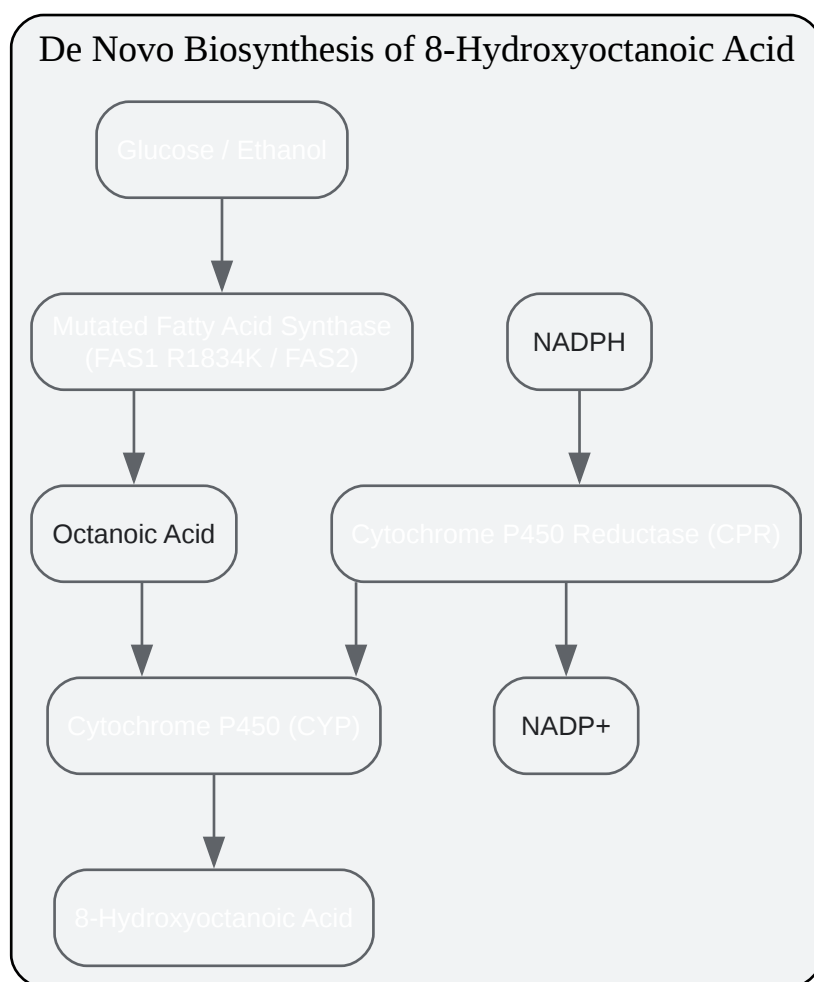 De Novo Biosynthesis of 8-Hydroxyoctanoic Acid
Glucose / Ethanol
Mutated Fatty Acid Synthase
(FAS1 R1834K / FAS2)
NADPH
Octanoic Acid
Cytochrome P450 Reductase (CPR)
Cytochrome P450 (CYP)
NADP+
8-Hydroxyoctanoic Acid